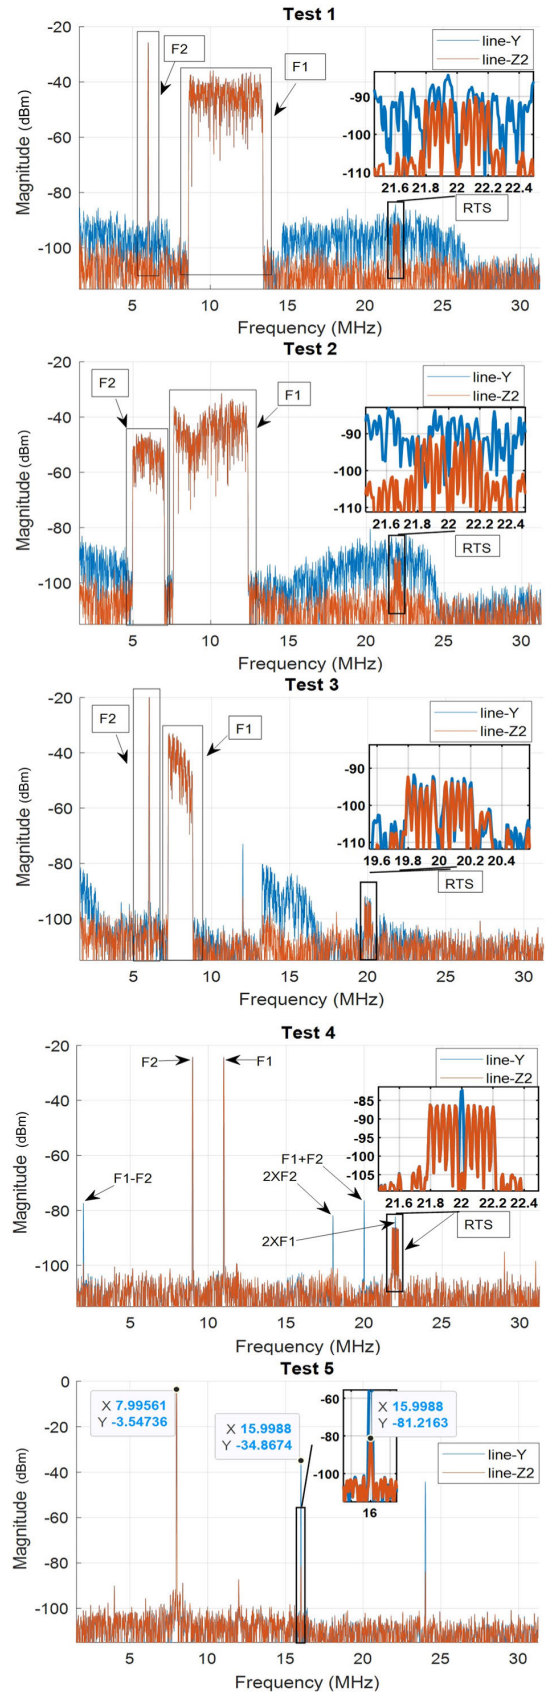 Test 1
-20
-40
-60
-80
-100
Magnitude (dBm)
F2
F1
line-Y
line-Z2
-90
-100
-110
21.6 21.8 22 22.2 22.4
RTS
5 10 15 20 25 30
Frequency (MHz)
Test 2
-20
-40
-60
-80
-100
Magnitude (dBm)
F2
F1
line-Y
line-Z2
-90
-100
-110
21.6 21.8 22 22.2 22.4
RTS
5 10 15 20 25 30
Frequency (MHz)
Test 3
-20
-40
-60
-80
-100
Magnitude (dBm)
F2
F1
line-Y
line-Z2
-90
-100
-110
19.6 19.8 20 20.2 20.4
RTS
5 10 15 20 25 30
Frequency (MHz)
Test 4
-20
-40
-60
-80
-100
Magnitude (dBm)
F2
F1
line-Y
line-Z2
-85
-90
-95
-100
-105
21.6 21.8 22 22.2 22.4
F1-F2
F1+F2
2XF2
2XF1
RTS
5 10 15 20 25 30
Frequency (MHz)
Test 5
0
-20
-40
-60
-80
-100
Magnitude (dBm)
X 7.99561
Y -3.54736
X 15.9988
Y -34.8674
-60
-80
-100
16
X 15.9988
Y -81.2163
line-Y
line-Z2
5 10 15 20 25 30
Frequency (MHz)